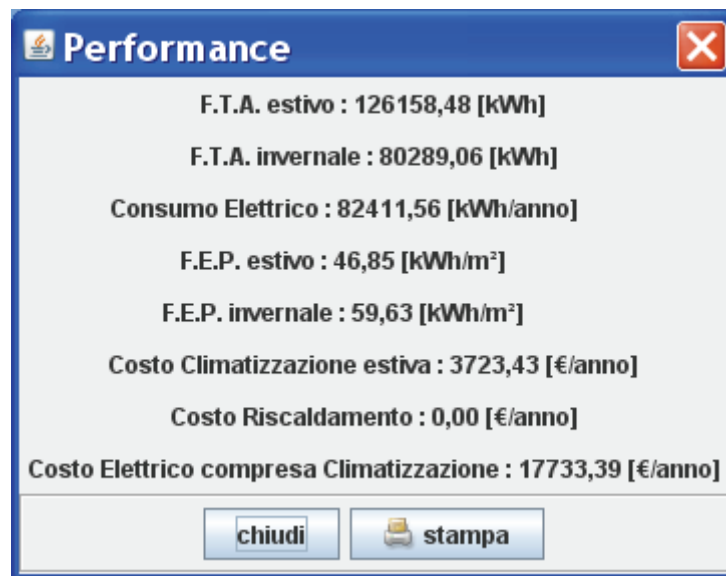 Performance
F.T.A. estivo : 126158,48 [kWh]
F.T.A. invernale : 80289,06 [kWh]
Consumo Elettrico : 82411,56 [kWh/anno]
F.E.P. estivo : 46,85 [kWh/m²]
F.E.P. invernale : 59,63 [kWh/m²]
Costo Climatizzazione estiva : 3723,43 [€/anno]
Costo Riscaldamento : 0,00 [€/anno]
Costo Elettrico compresa Climatizzazione : 17733,39 [€/anno]
chiudi stampa